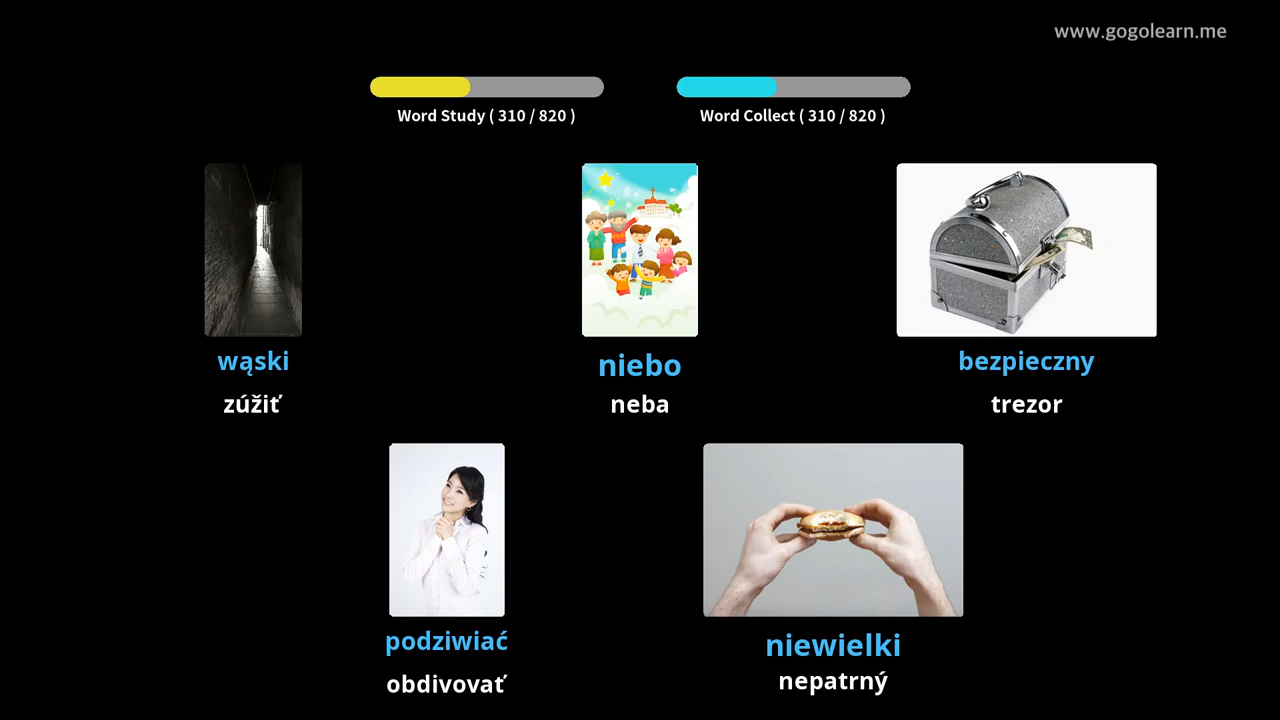 www.gogolearn.me
Word Study ( 310 / 820 )
Word Collect ( 310 / 820 )
wąski
zúžiť
niebo
neba
bezpieczny
trezor
podziwiać
obdivovať
niewielki
nepatrný